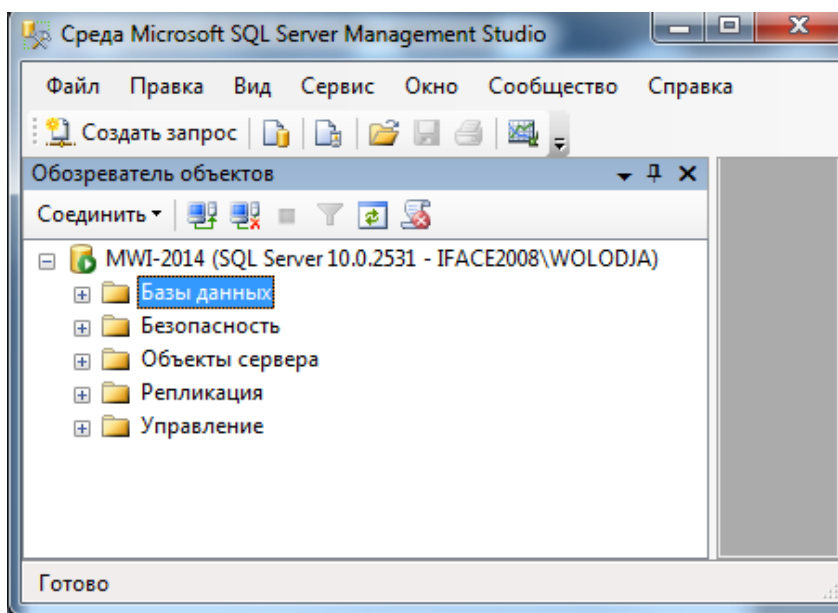 Среда Microsoft SQL Server Management Studio
Файл Правка Вид Сервис Окно Сообщество Справка
Создать запрос
Обозреватель объектов
Соединить
MWI-2014 (SQL Server 10.0.2531 - IFACE2008\WOLODJA)
Базы данных
Безопасность
Объекты сервера
Репликация
Управление
Готово